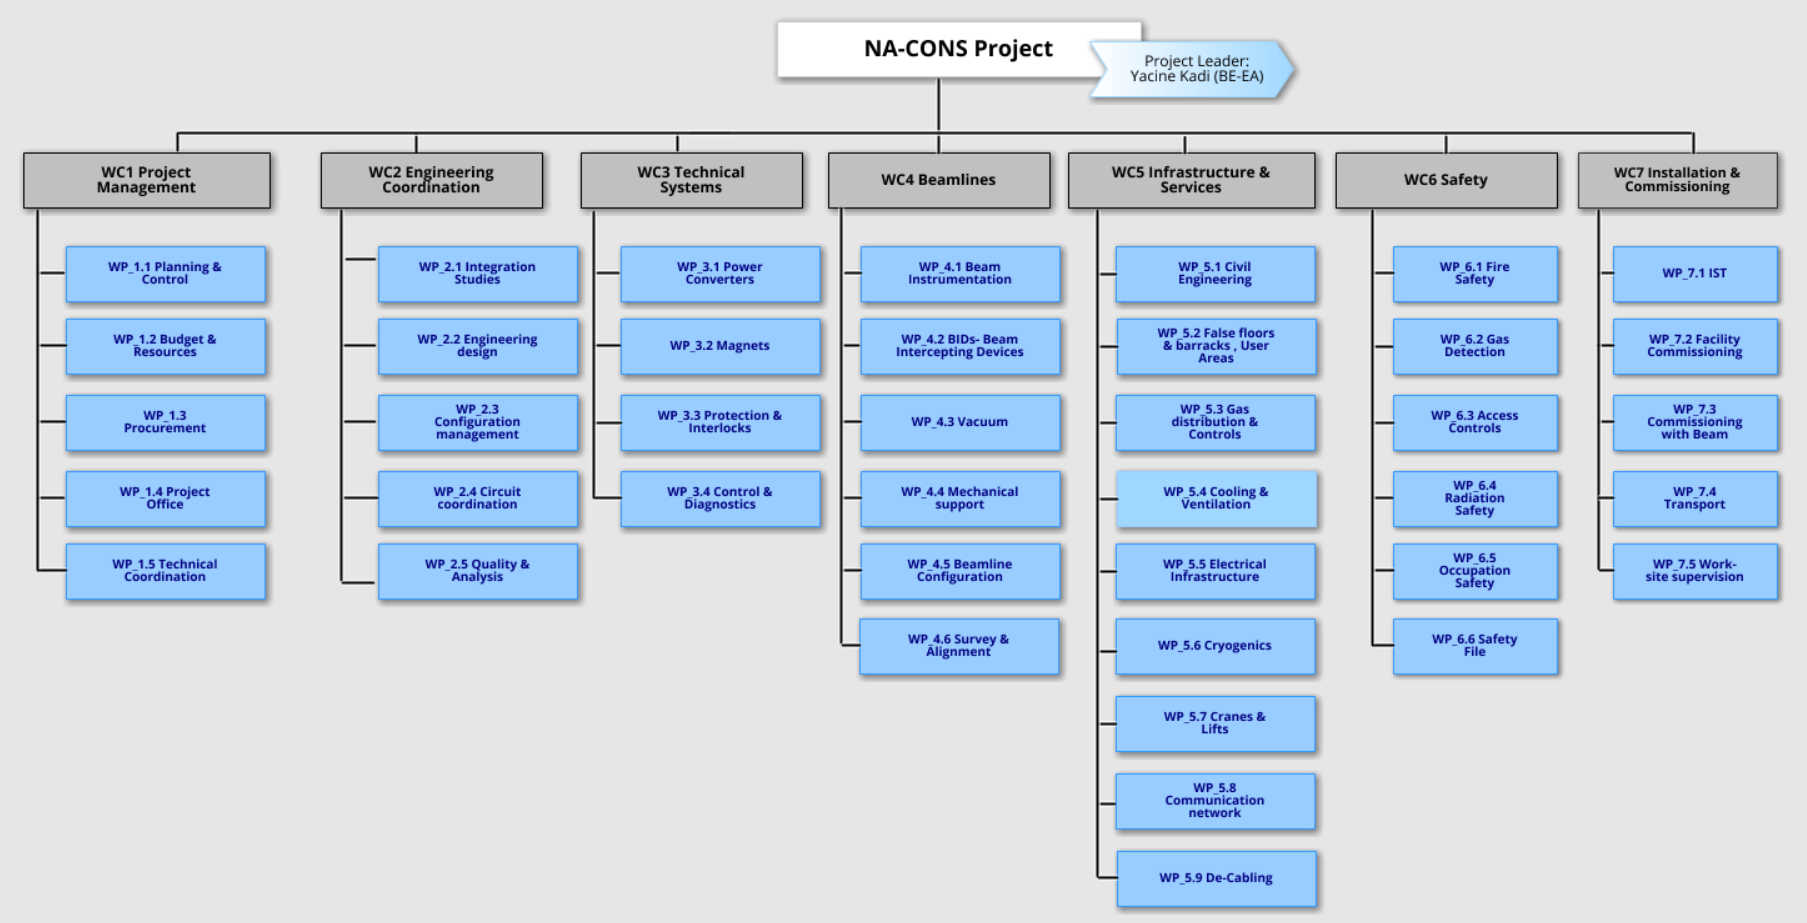 NA-CONS Project
Project Leader:
Yacine Kadi (BE-EA)
WC1 Project
Management
WP_1.1 Planning &
Control
WP_1.2 Budget &
Resources
WP_1.3
Procurement
WP_1.4 Project
Office
WP_1.5 Technical
Coordination
WC2 Engineering
Coordination
WP_2.1 Integration
Studies
WP_2.2 Engineering
design
WP_2.3
Configuration
management
WP_2.4 Circuit
coordination
WP_2.5 Quality &
Analysis
WC3 Technical
Systems
WP_3.1 Power
Converters
WP_3.2 Magnets
WP_3.3 Protection &
Interlocks
WP_3.4 Control &
Diagnostics
WC4 Beamlines
WP_4.1 Beam
Instrumentation
WP_4.2 BIDs- Beam
Intercepting Devices
WP_4.3 Vacuum
WP_4.4 Mechanical
support
WP_4.5 Beamline
Configuration
WP_4.6 Survey &
Alignment
WC5 Infrastructure &
Services
WP_5.1 Civil
Engineering
WP_5.2 False floors
& barracks , User
Areas
WP_5.3 Gas
distribution &
Controls
WP_5.4 Cooling &
Ventilation
WP_5.5 Electrical
Infrastructure
WP_5.6 Cryogenics
WP_5.7 Cranes &
Lifts
WP_5.8
Communication
network
WP_5.9 De-Cabling
WC6 Safety
WP_6.1 Fire
Safety
WP_6.2 Gas
Detection
WP_6.3 Access
Controls
WP_6.4
Radiation
Safety
WP_6.5
Occupation
Safety
WP_6.6 Safety
File
WC7 Installation &
Commissioning
WP_7.1 IST
WP_7.2 Facility
Commissioning
WP_7.3
Commissioning
with Beam
WP_7.4
Transport
WP_7.5 Work-
site supervision